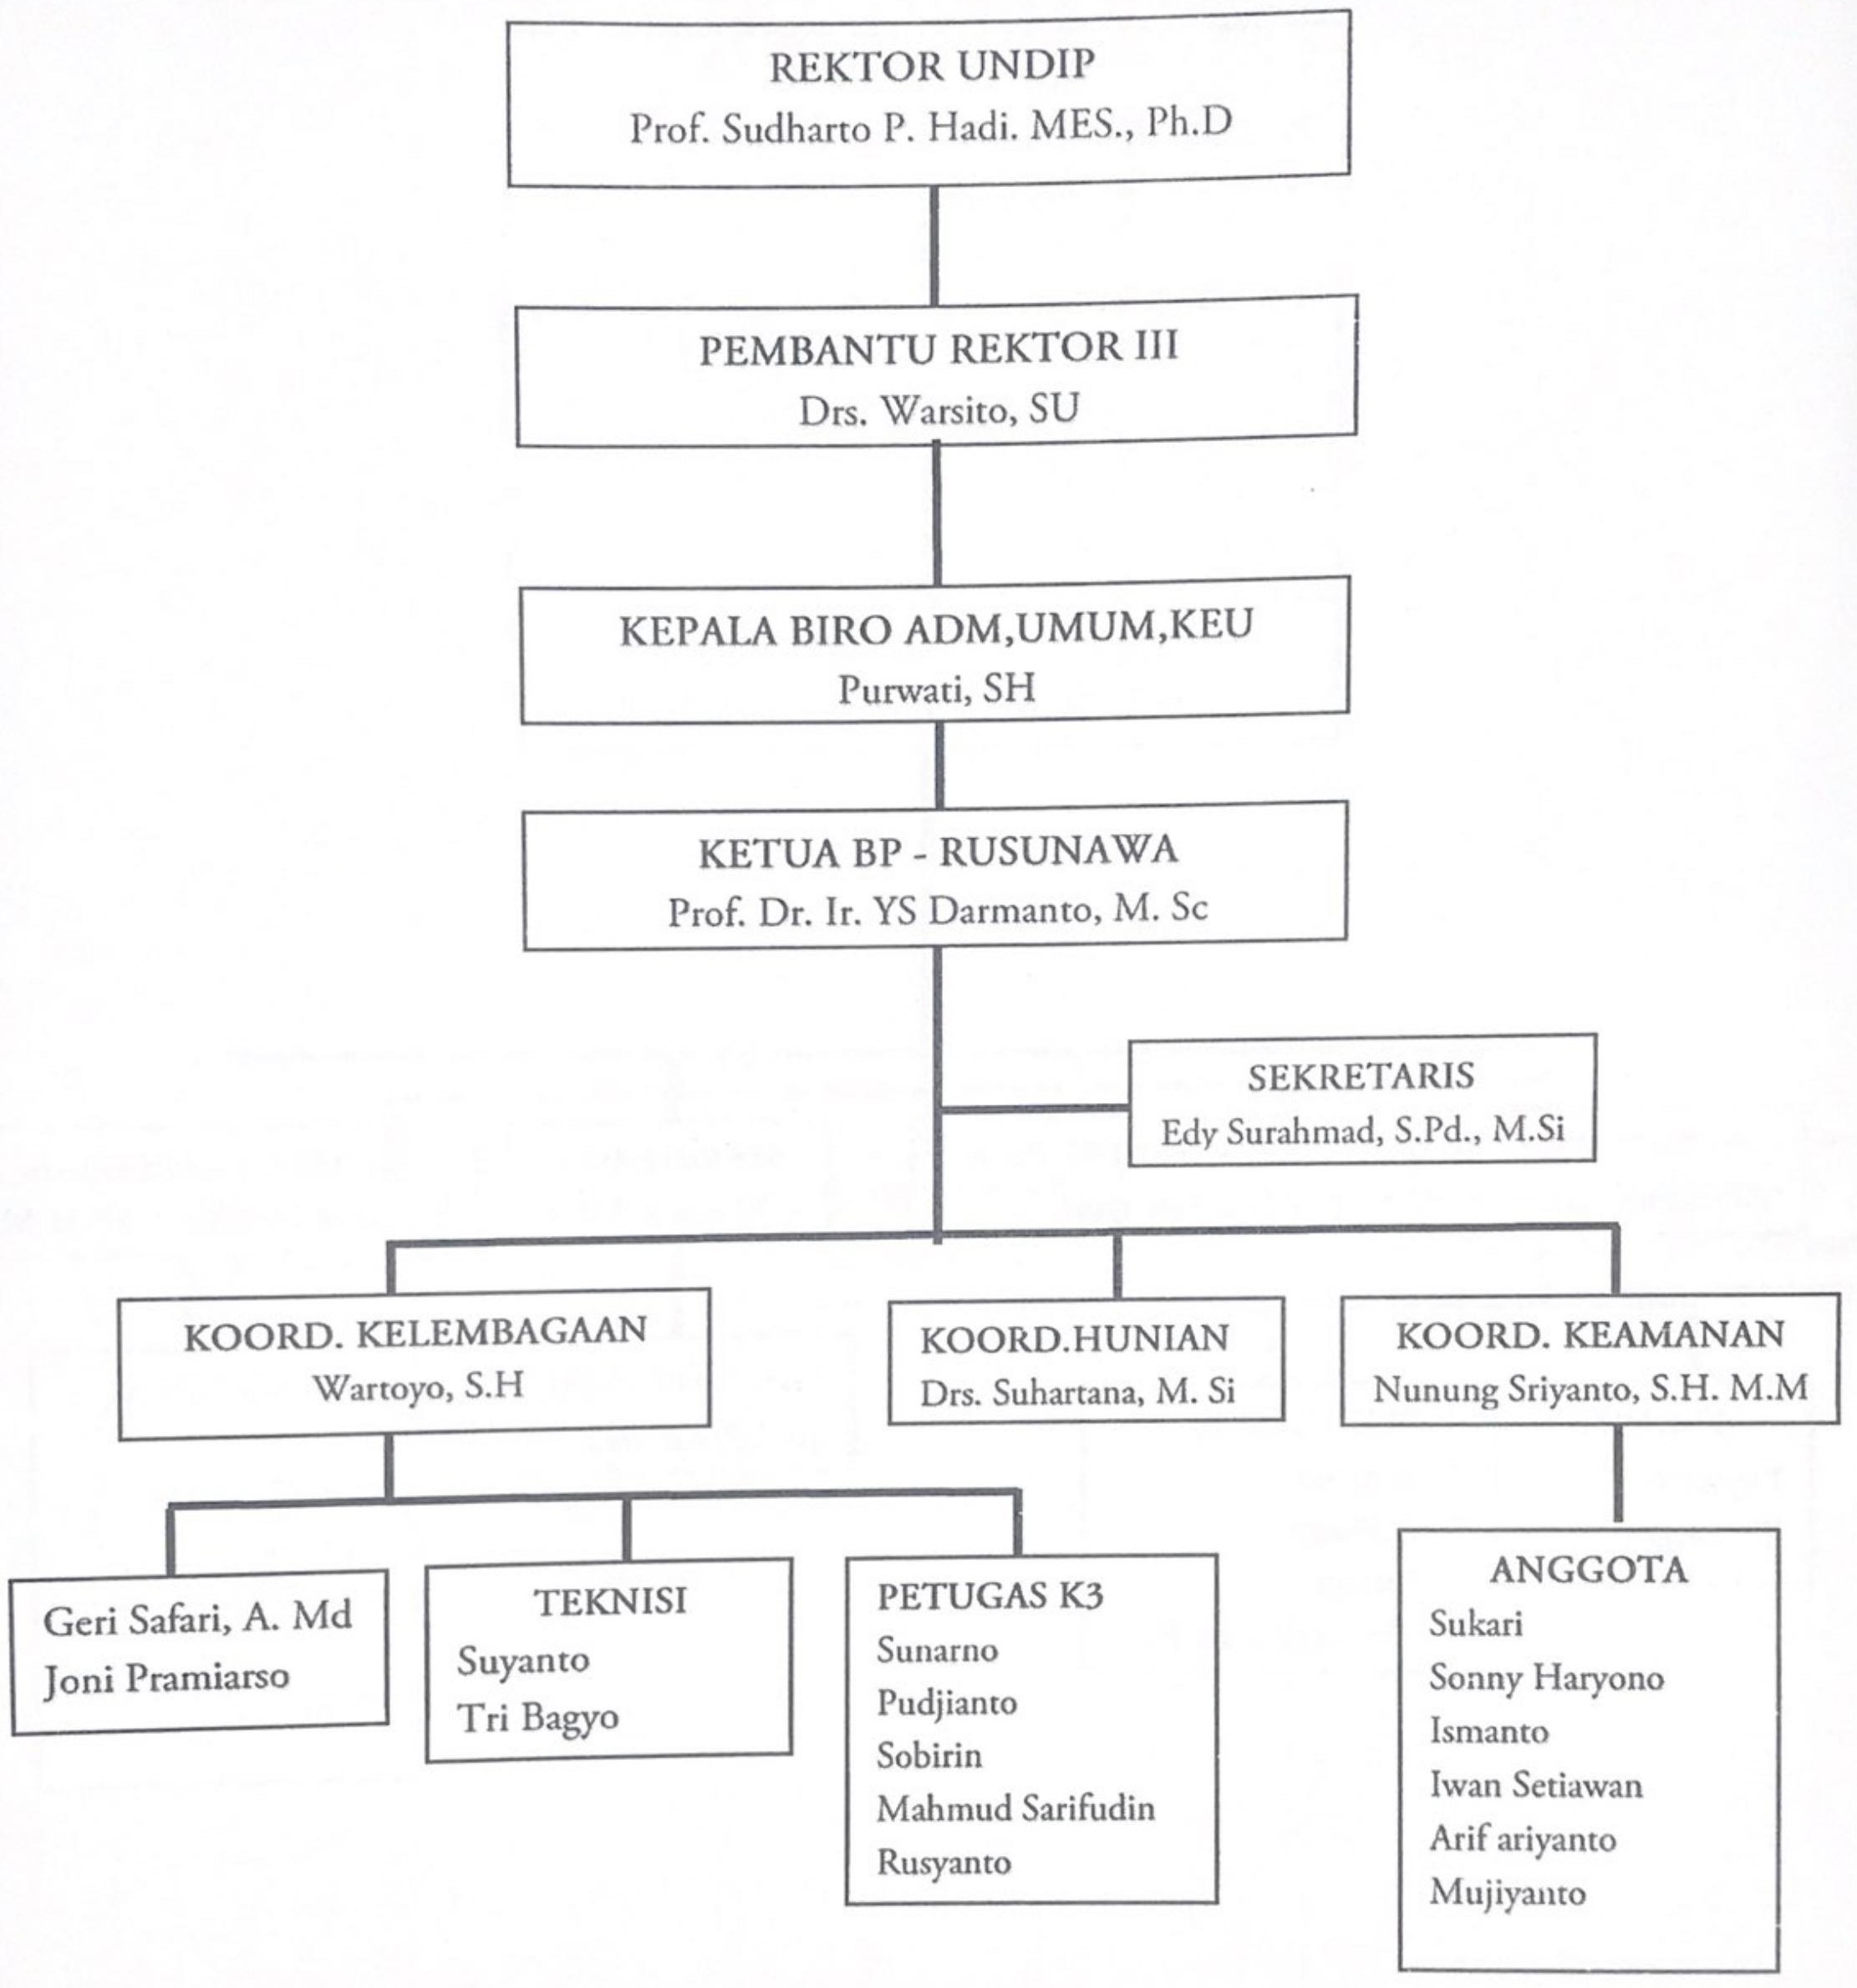 REKTOR UNDIP
Prof. Sudharto P. Hadi. MES., Ph.D
PEMBANTU REKTOR III
Drs. Warsito, SU
KEPALA BIRO ADM,UMUM,KEU
Purwati, SH
KETUA BP - RUSUNAWA
Prof. Dr. Ir. YS Darmanto, M. Sc
SEKRETARIS
Edy Surahmad, S.Pd., M.Si
KOORD. KELEMBAGAAN
Wartoyo, S.H
KOORD.HUNIAN
Drs. Suhartana, M. Si
KOORD. KEAMANAN
Nunung Sriyanto, S.H. M.M
Geri Safari, A. Md
Joni Pramiarso
TEKNISI
Suyanto
Tri Bagyo
PETUGAS K3
Sunarno
Pudjianto
Sobirin
Mahmud Sarifudin
Rusyanto
ANGGOTA
Sukari
Sonny Haryono
Ismanto
Iwan Setiawan
Arif ariyanto
Mujiyanto